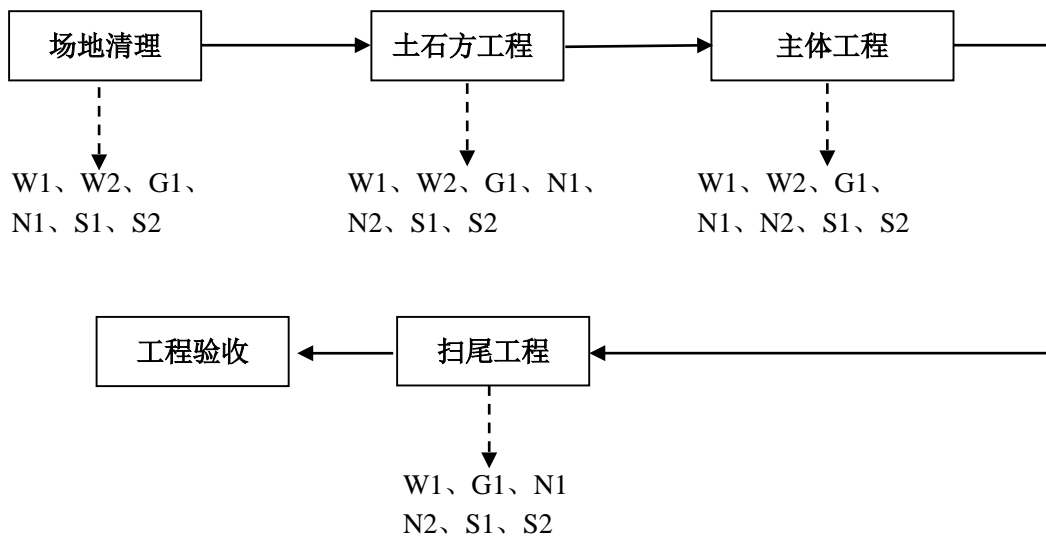 场地清理
土石方工程
主体工程
W1、W2、G1、
N1、S1、S2
W1、W2、G1、N1、
N2、S1、S2
W1、W2、G1、
N1、N2、S1、S2
工程验收
扫尾工程
W1、G1、N1
N2、S1、S2